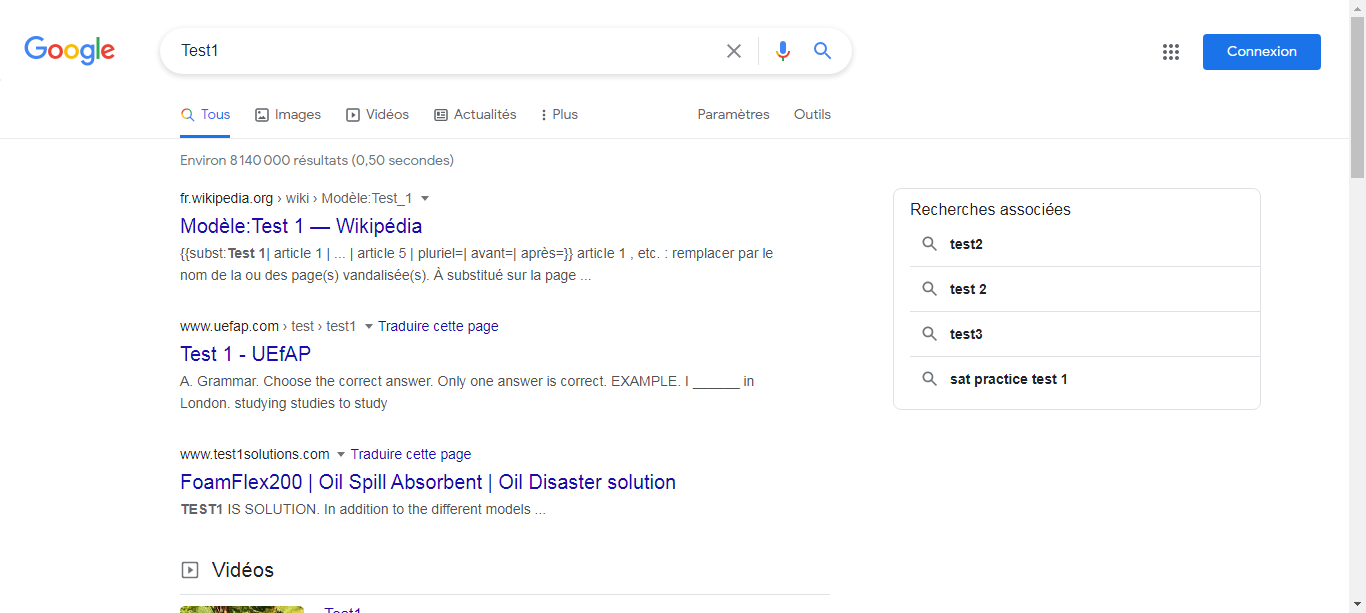 Google
Test1
Connexion
Tous Images Vidéos Actualités Plus Paramètres Outils
Environ 8 140 000 résultats (0,50 secondes)
fr.wikipedia.org › wiki › Modèle:Test_1
Modèle:Test 1 — Wikipédia
{{subst:Test 1| article 1 | ... | article 5 | pluriel=| avant=| après=}} article 1 , etc. : remplacer par le
nom de la ou des page(s) vandalisée(s). À substitué sur la page ...
www.uefap.com › test › test1 Traduire cette page
Test 1 - UEfAP
A. Grammar. Choose the correct answer. Only one answer is correct. EXAMPLE. I ______ in
London. studying studies to study
www.test1solutions.com Traduire cette page
FoamFlex200 | Oil Spill Absorbent | Oil Disaster solution
TEST1 IS SOLUTION. In addition to the different models ...
Vidéos
Test1
Recherches associées
test2
test 2
test3
sat practice test 1